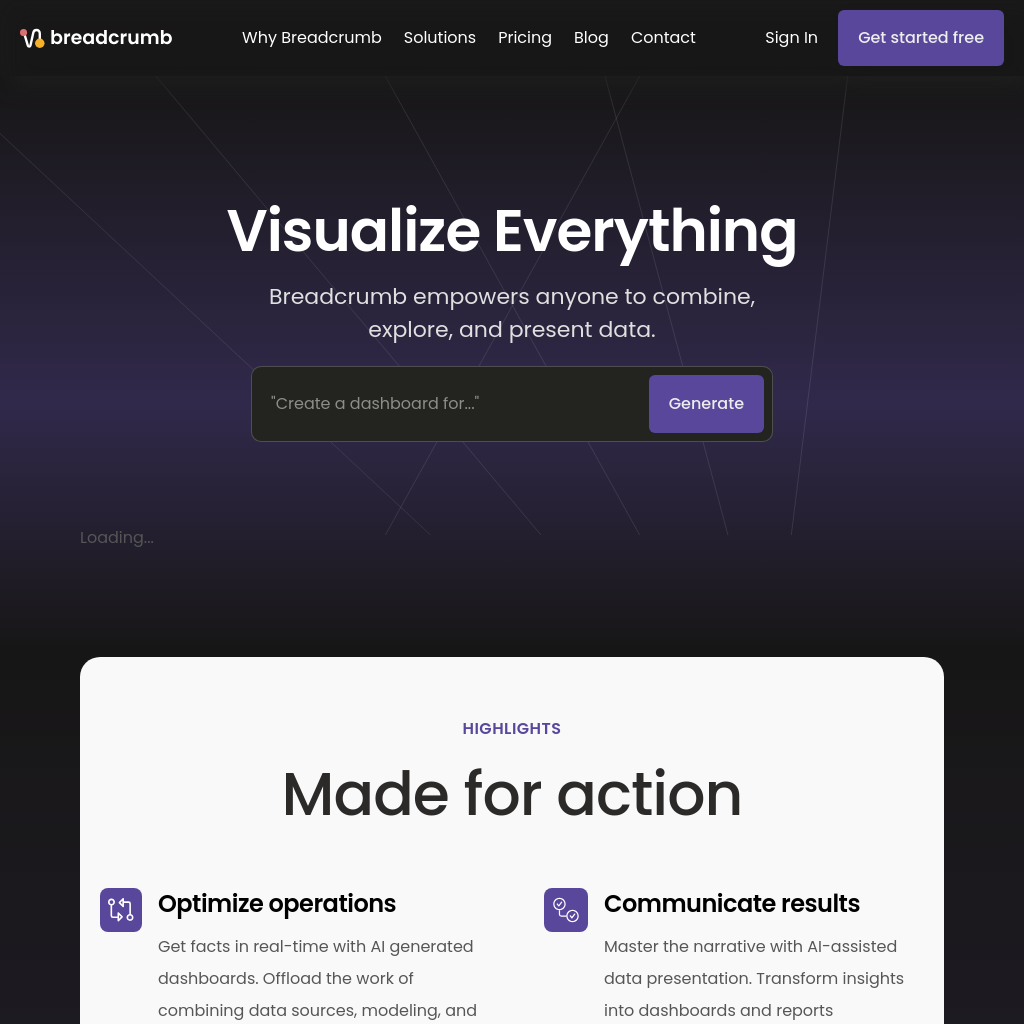 breadcrumb
Why Breadcrumb Solutions Pricing Blog Contact Sign In Get started free
Visualize Everything
Breadcrumb empowers anyone to combine,
explore, and present data.
"Create a dashboard for..." Generate
Loading...
HIGHLIGHTS
Made for action
Optimize operations
Get facts in real-time with AI generated
dashboards. Offload the work of
combining data sources, modeling, and
Communicate results
Master the narrative with AI-assisted
data presentation. Transform insights
into dashboards and reports